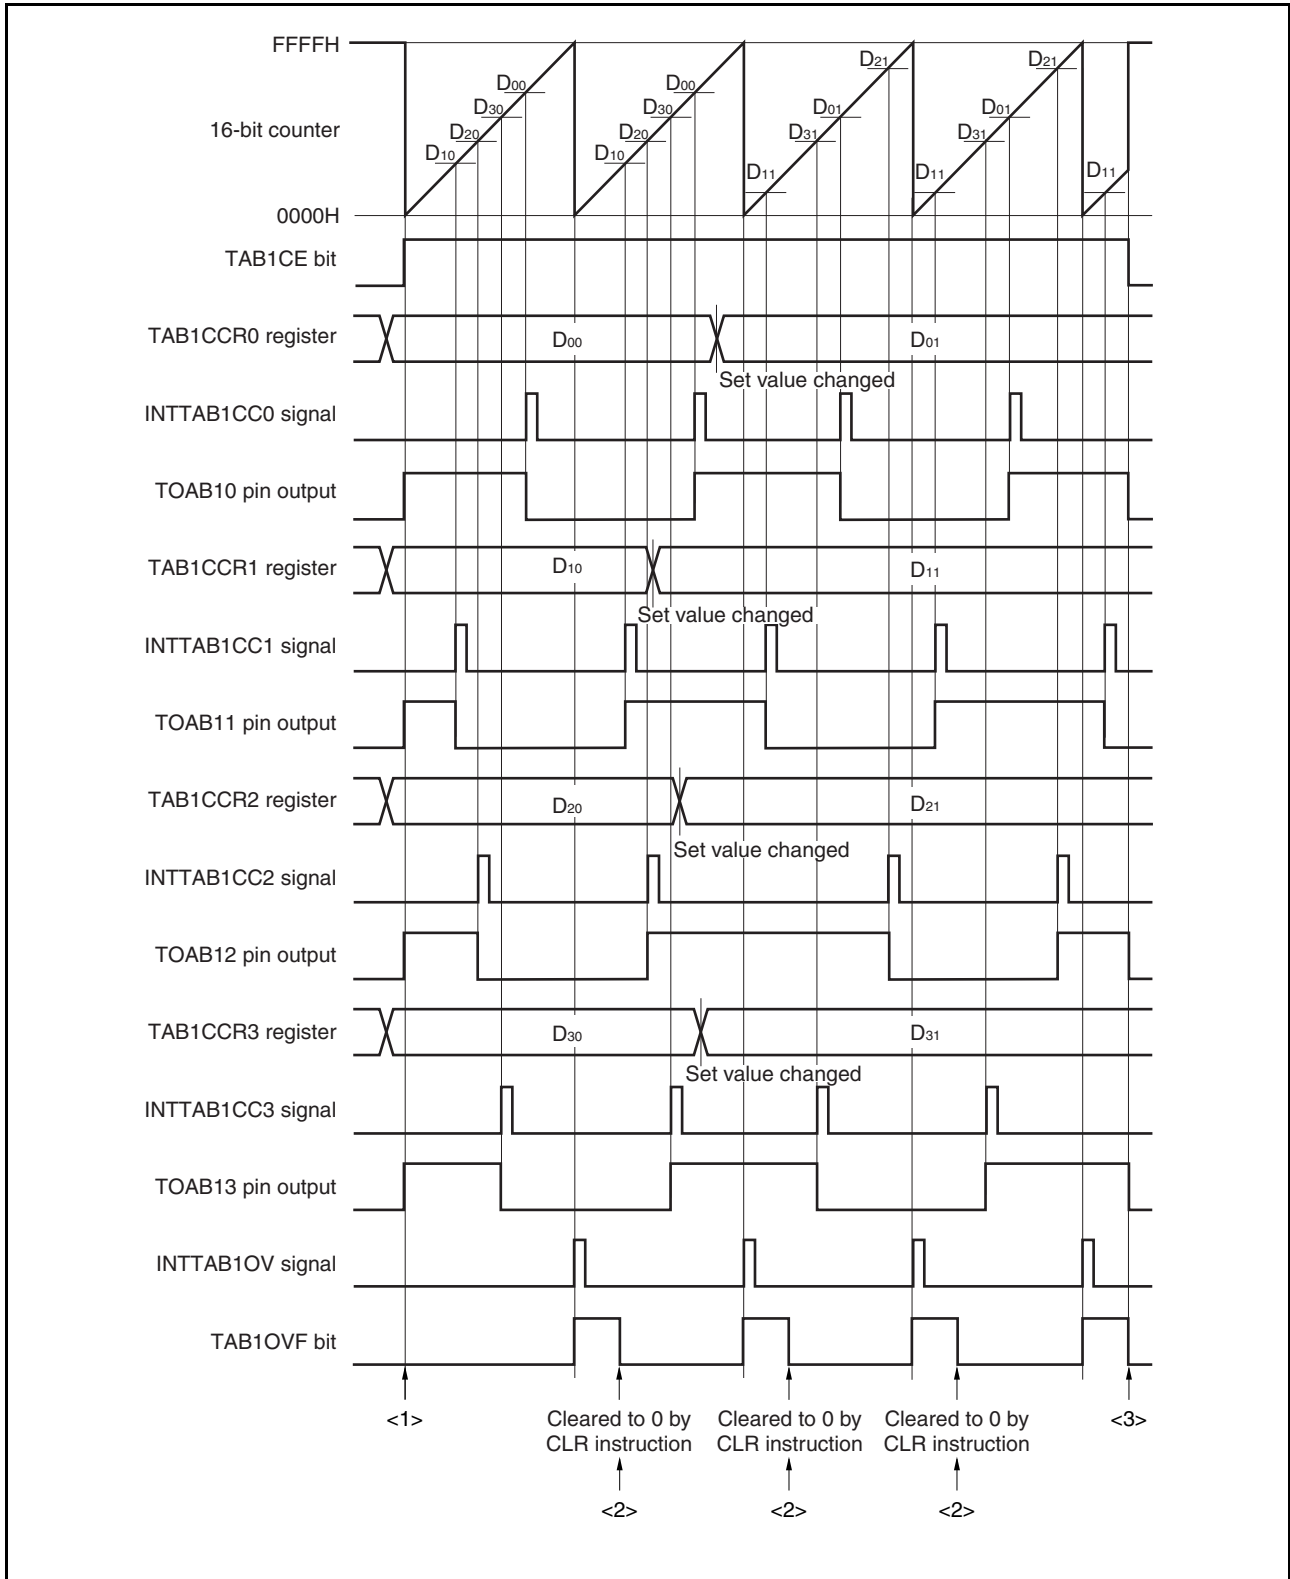 FFFFH
D21 D21
D00 D00
D30 D30 D01 D01
16-bit counter
D20 D20 D31 D31
D10 D10
D11 D11 D11
0000H
TAB1CE bit
TAB1CCR0 register D00 D01
Set value changed
INTTAB1CC0 signal
TOAB10 pin output
TAB1CCR1 register D10 D11
Set value changed
INTTAB1CC1 signal
TOAB11 pin output
TAB1CCR2 register D20 D21
Set value changed
INTTAB1CC2 signal
TOAB12 pin output
TAB1CCR3 register D30 D31
Set value changed
INTTAB1CC3 signal
TOAB13 pin output
INTTAB1OV signal
TAB1OVF bit
<1> Cleared to 0 by Cleared to 0 by Cleared to 0 by <3>
CLR instruction CLR instruction CLR instruction
<2> <2> <2>